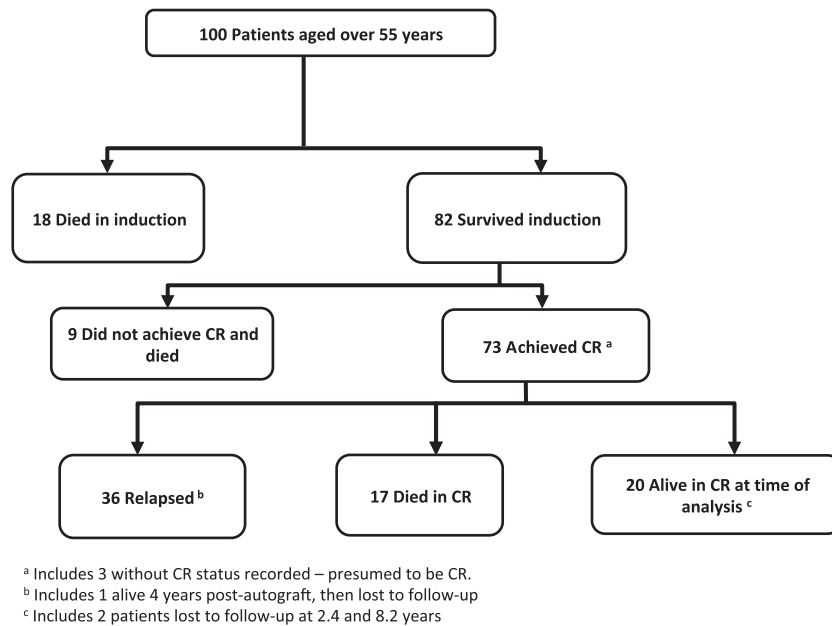 100 Patients aged over 55 years
18 Died in induction
82 Survived induction
9 Did not achieve CR and
died
73 Achieved CR a
36 Relapsed b
17 Died in CR
20 Alive in CR at time of
analysis c
a Includes 3 without CR status recorded – presumed to be CR.
b Includes 1 alive 4 years post-autograft, then lost to follow-up
c Includes 2 patients lost to follow-up at 2.4 and 8.2 years